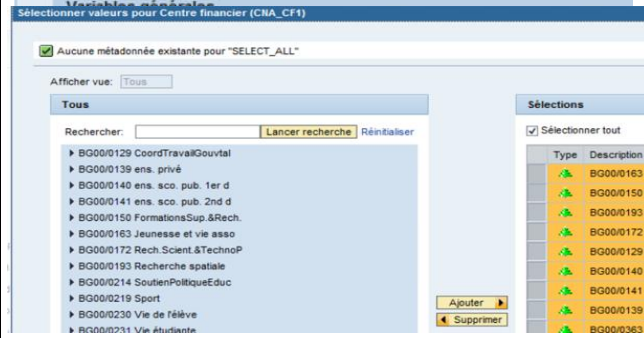 Variables générales
Sélectionner valeurs pour Centre financier (CNA_CF1)
Aucune métadonnée existante pour "SELECT_ALL"
Afficher vue: Tous
Tous
Rechercher: Lancer recherche Réinitialiser
BG00/0129 CoordTravailGouvtal
BG00/0139 ens. privé
BG00/0140 ens. sco. pub. 1er d
BG00/0141 ens. sco. pub. 2nd d
BG00/0150 FormationsSup.&Rech.
BG00/0163 Jeunesse et vie asso
BG00/0172 Rech.Scient.&TechnoP
BG00/0193 Recherche spatiale
BG00/0214 SoutienPolitiqueEduc
BG00/0219 Sport
BG00/0230 Vie de l'élève
BG00/0231 Vie étudiante
Ajouter
Supprimer
Sélections
Sélectionner tout
Type Description
BG00/0163
BG00/0150
BG00/0193
BG00/0172
BG00/0129
BG00/0140
BG00/0141
BG00/0139
BG00/0363